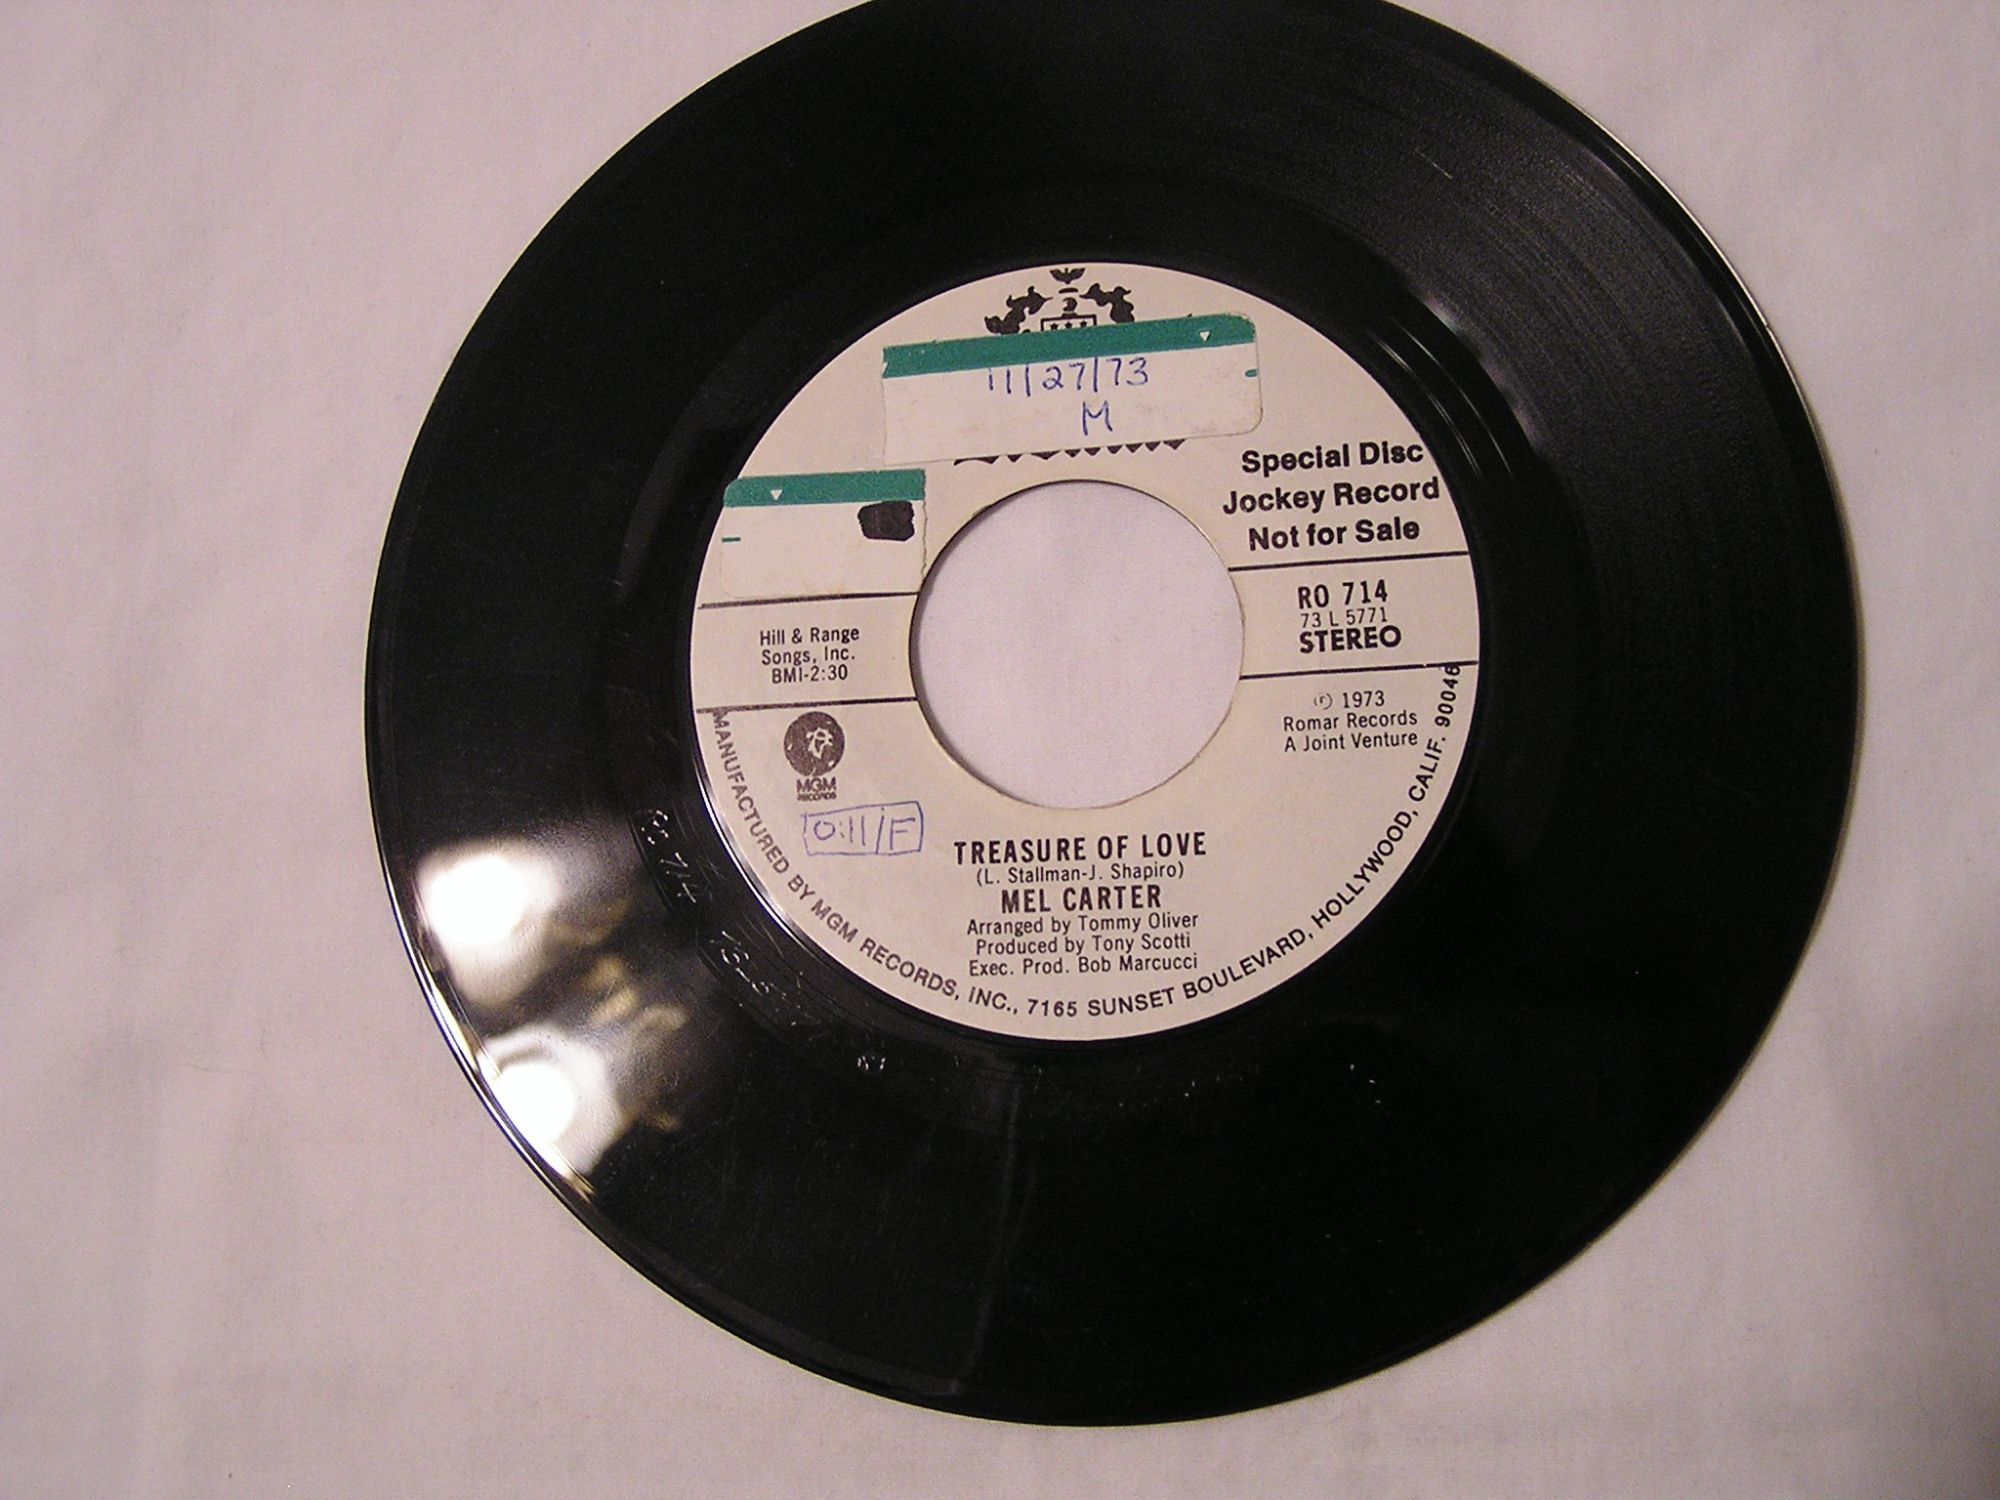 11/27/73
M
Special Disc
Jockey Record
Not for Sale
RO 714
73 L 5771
STEREO
Hill & Range
Songs, Inc.
BMI-2:30
℗ 1973
Romar Records
A Joint Venture
MGM
RECORDS
0:11/F
TREASURE OF LOVE
(L. Stallman-J. Shapiro)
MEL CARTER
Arranged by Tommy Oliver
Produced by Tony Scotti
Exec. Prod. Bob Marcucci
MANUFACTURED BY MGM RECORDS, INC., 7165 SUNSET BOULEVARD, HOLLYWOOD, CALIF. 90046